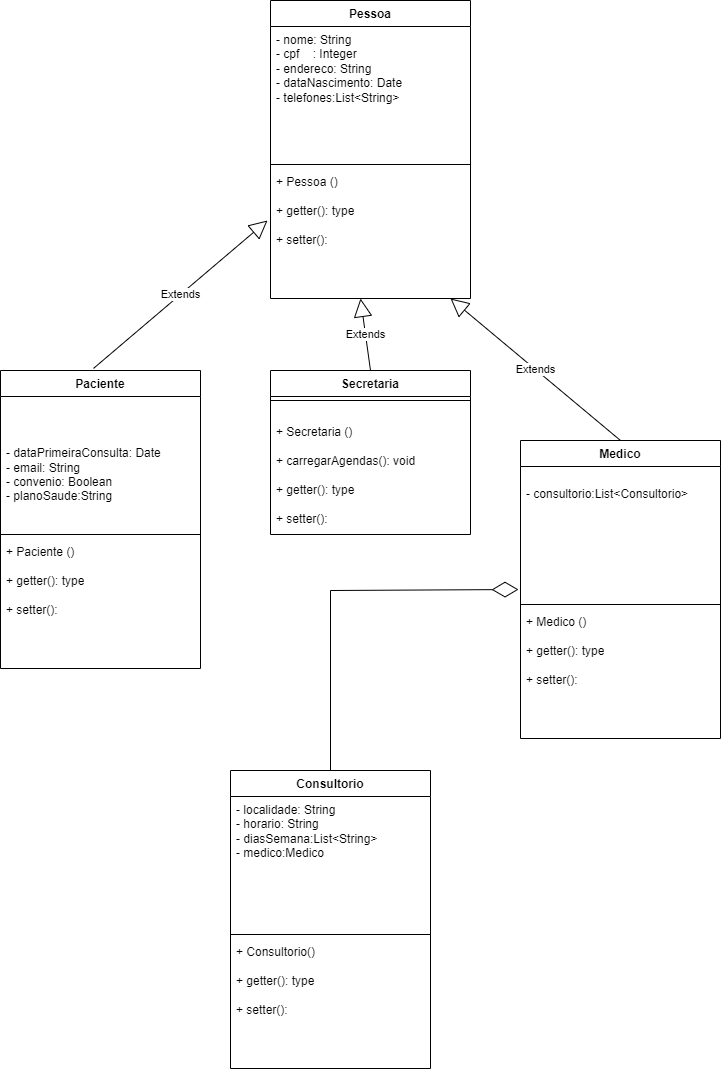 Pessoa
- nome: String
- cpf    : Integer
- endereco: String
- dataNascimento: Date
- telefones:List<String>
+ Pessoa ()
+ getter(): type
+ setter():
Extends
Extends
Extends
Paciente
- dataPrimeiraConsulta: Date
- email: String
- convenio: Boolean
- planoSaude:String
+ Paciente ()
+ getter(): type
+ setter():
Secretaria
+ Secretaria ()
+ carregarAgendas(): void
+ getter(): type
+ setter():
Medico
- consultorio:List<Consultorio>
+ Medico ()
+ getter(): type
+ setter():
Consultorio
- localidade: String
- horario: String
- diasSemana:List<String>
- medico:Medico
+ Consultorio()
+ getter(): type
+ setter():